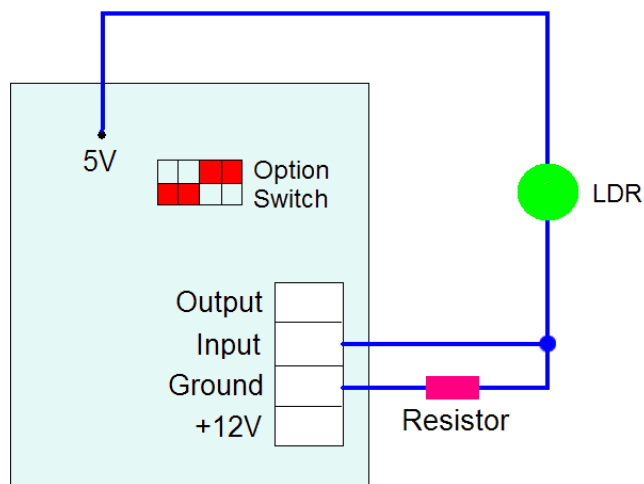 5V
Option
Switch
LDR
Output
Input
Ground
+12V
Resistor